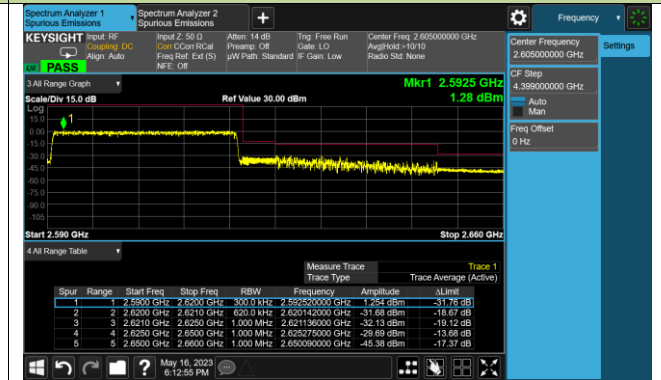 Spectrum Analyzer 1
Spurious Emissions
Spectrum Analyzer 2
Spurious Emissions
+
Frequency
KEYSIGHT
Input: RF
Coupling: DC
Align: Auto
Input Z: 50 Ω
Corr CCorr RCal
Freq Ref: Ext (S)
NFE: Off
Atten: 14 dB
Preamp: Off
µW Path: Standard
Trig: Free Run
Gate: LO
IF Gain: Low
Center Freq: 2.605000000 GHz
Avg|Hold:>10/10
Radio Std: None
PASS
Center Frequency
2.605000000 GHz
Settings
CF Step
4.399000000 GHz
Auto
Man
Freq Offset
0 Hz
3 All Range Graph
Mkr1 2.5925 GHz
Scale/Div 15.0 dB
Ref Value 30.00 dBm
1.28 dBm
Log
15.0
0.00
-15.0
-30.0
-45.0
-60.0
-75.0
-90.0
-105
1
Start 2.590 GHz
Stop 2.660 GHz
4 All Range Table
Measure Trace
Trace 1
Trace Type
Trace Average (Active)
Spur Range Start Freq Stop Freq RBW Frequency Amplitude ΔLimit
1 1 2.5900 GHz 2.6200 GHz 300.0 kHz 2.592520000 GHz 1.254 dBm -31.76 dB
2 2 2.6200 GHz 2.6210 GHz 620.0 kHz 2.620142000 GHz -31.68 dBm -18.67 dB
3 3 2.6210 GHz 2.6250 GHz 1.000 MHz 2.621136000 GHz -32.13 dBm -19.12 dB
4 4 2.6250 GHz 2.6500 GHz 1.000 MHz 2.625275000 GHz -29.69 dBm -13.68 dB
5 5 2.6500 GHz 2.6600 GHz 1.000 MHz 2.650090000 GHz -45.38 dBm -17.37 dB
?
May 16, 2023
6:12:55 PM